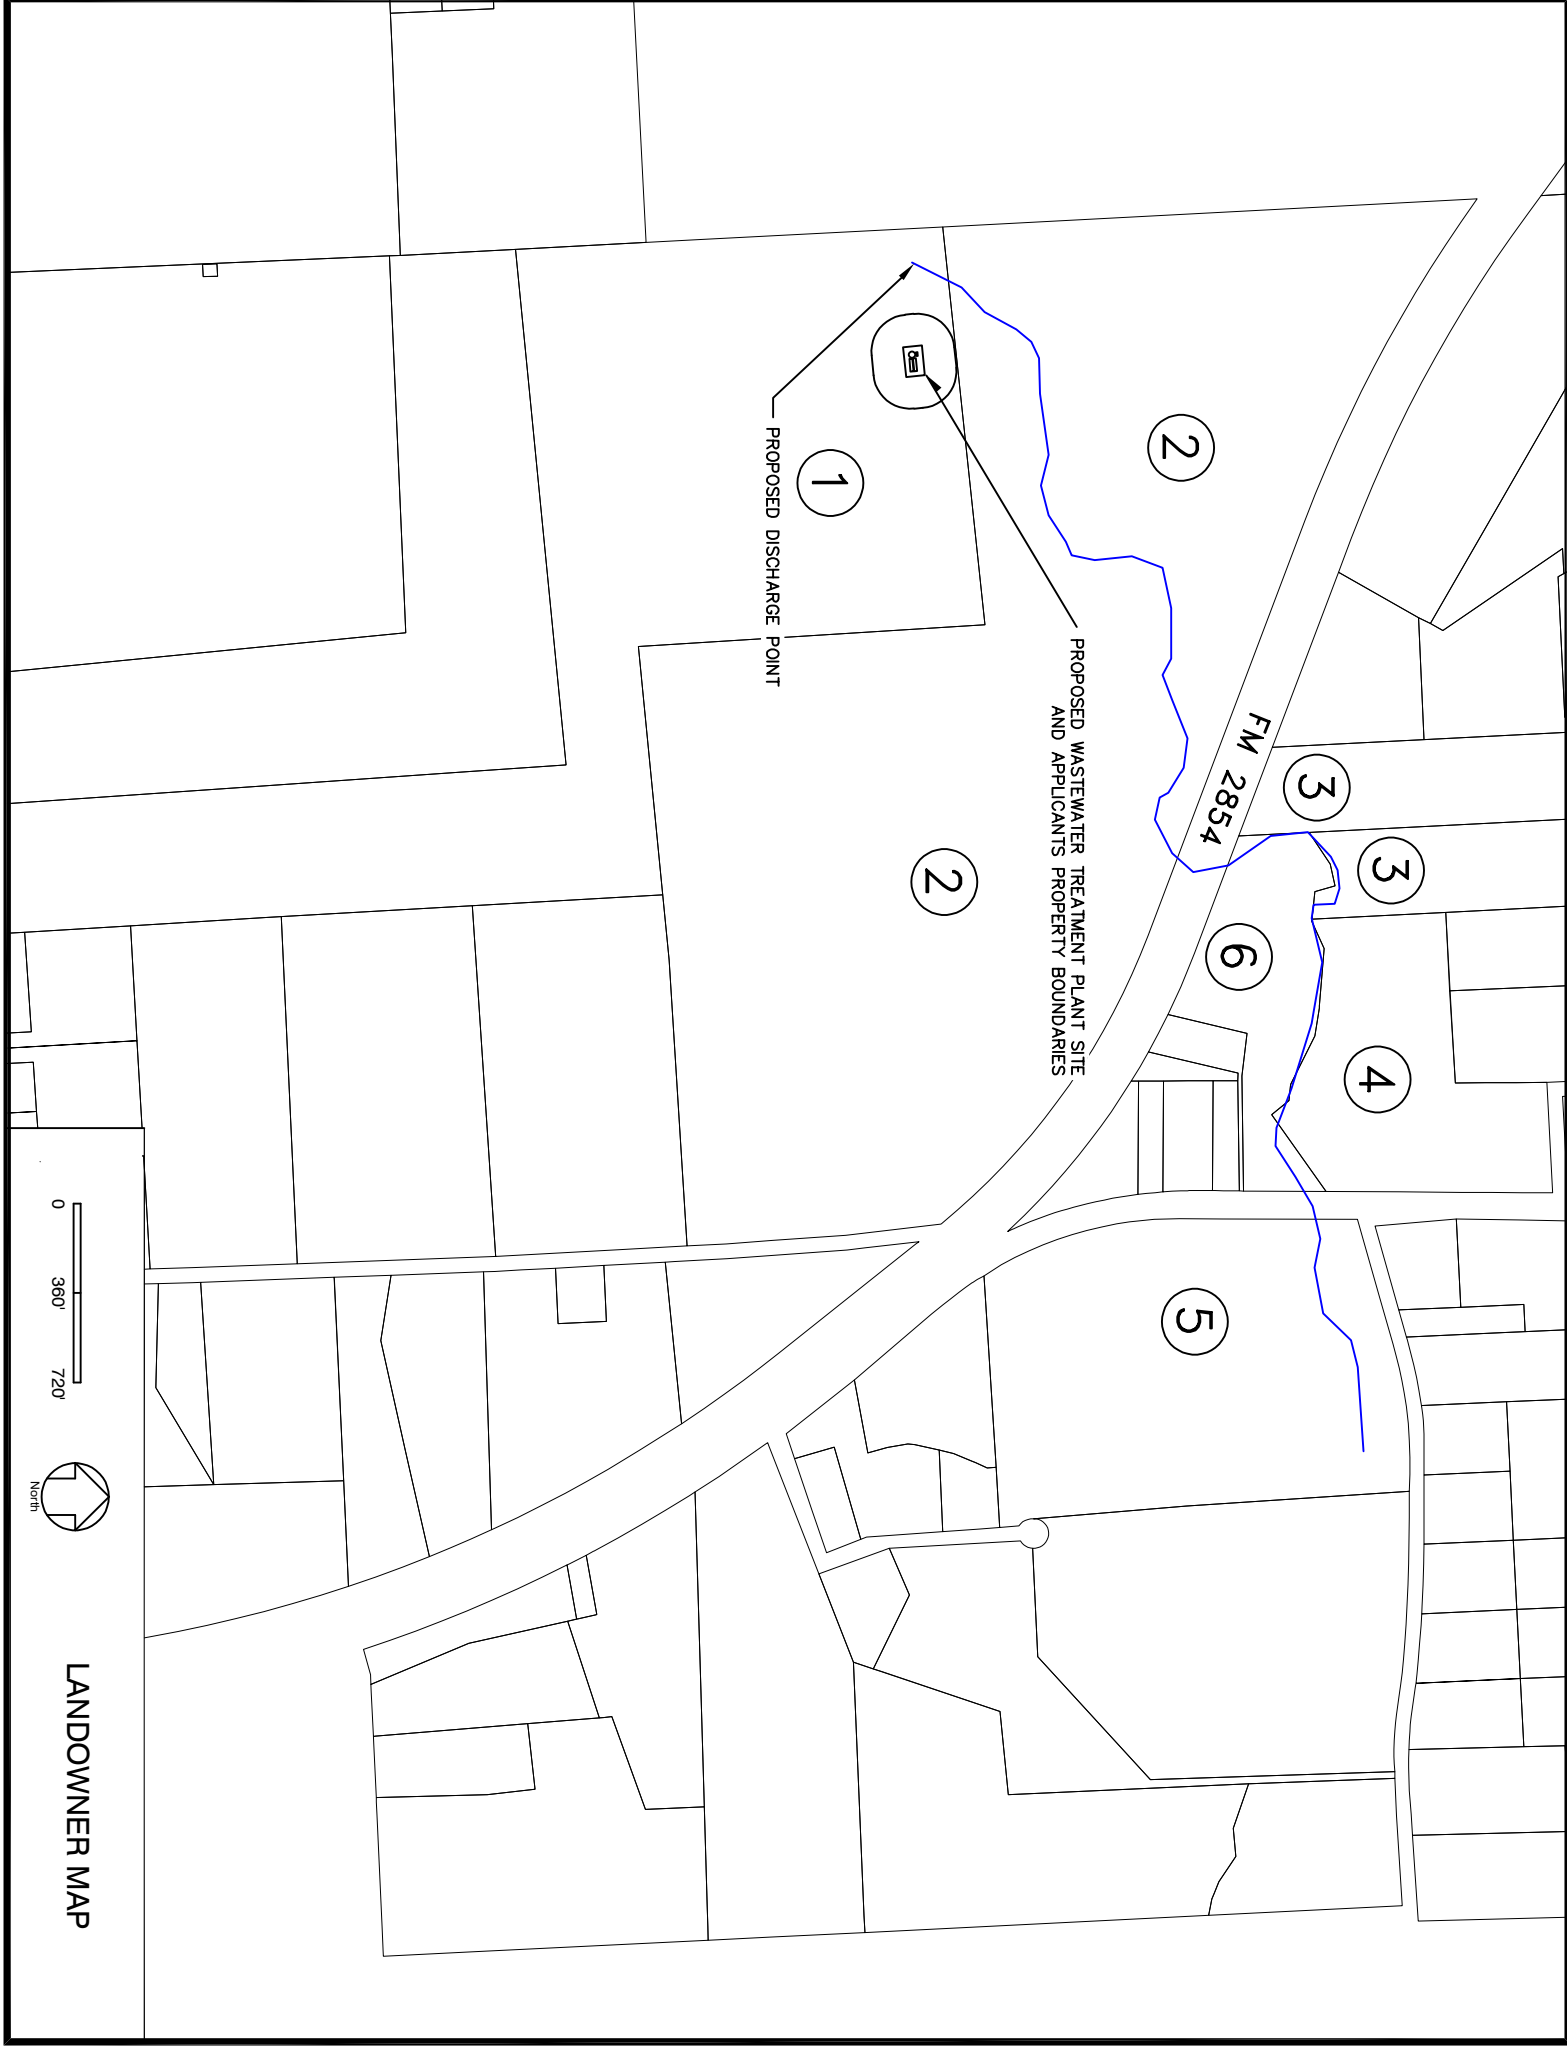 2
FM 2854
3
3
6
4
5
1
2
PROPOSED DISCHARGE POINT
PROPOSED WASTEWATER TREATMENT PLANT SITE
AND APPLICANTS PROPERTY BOUNDARIES
0 360' 720'
North
LANDOWNER MAP